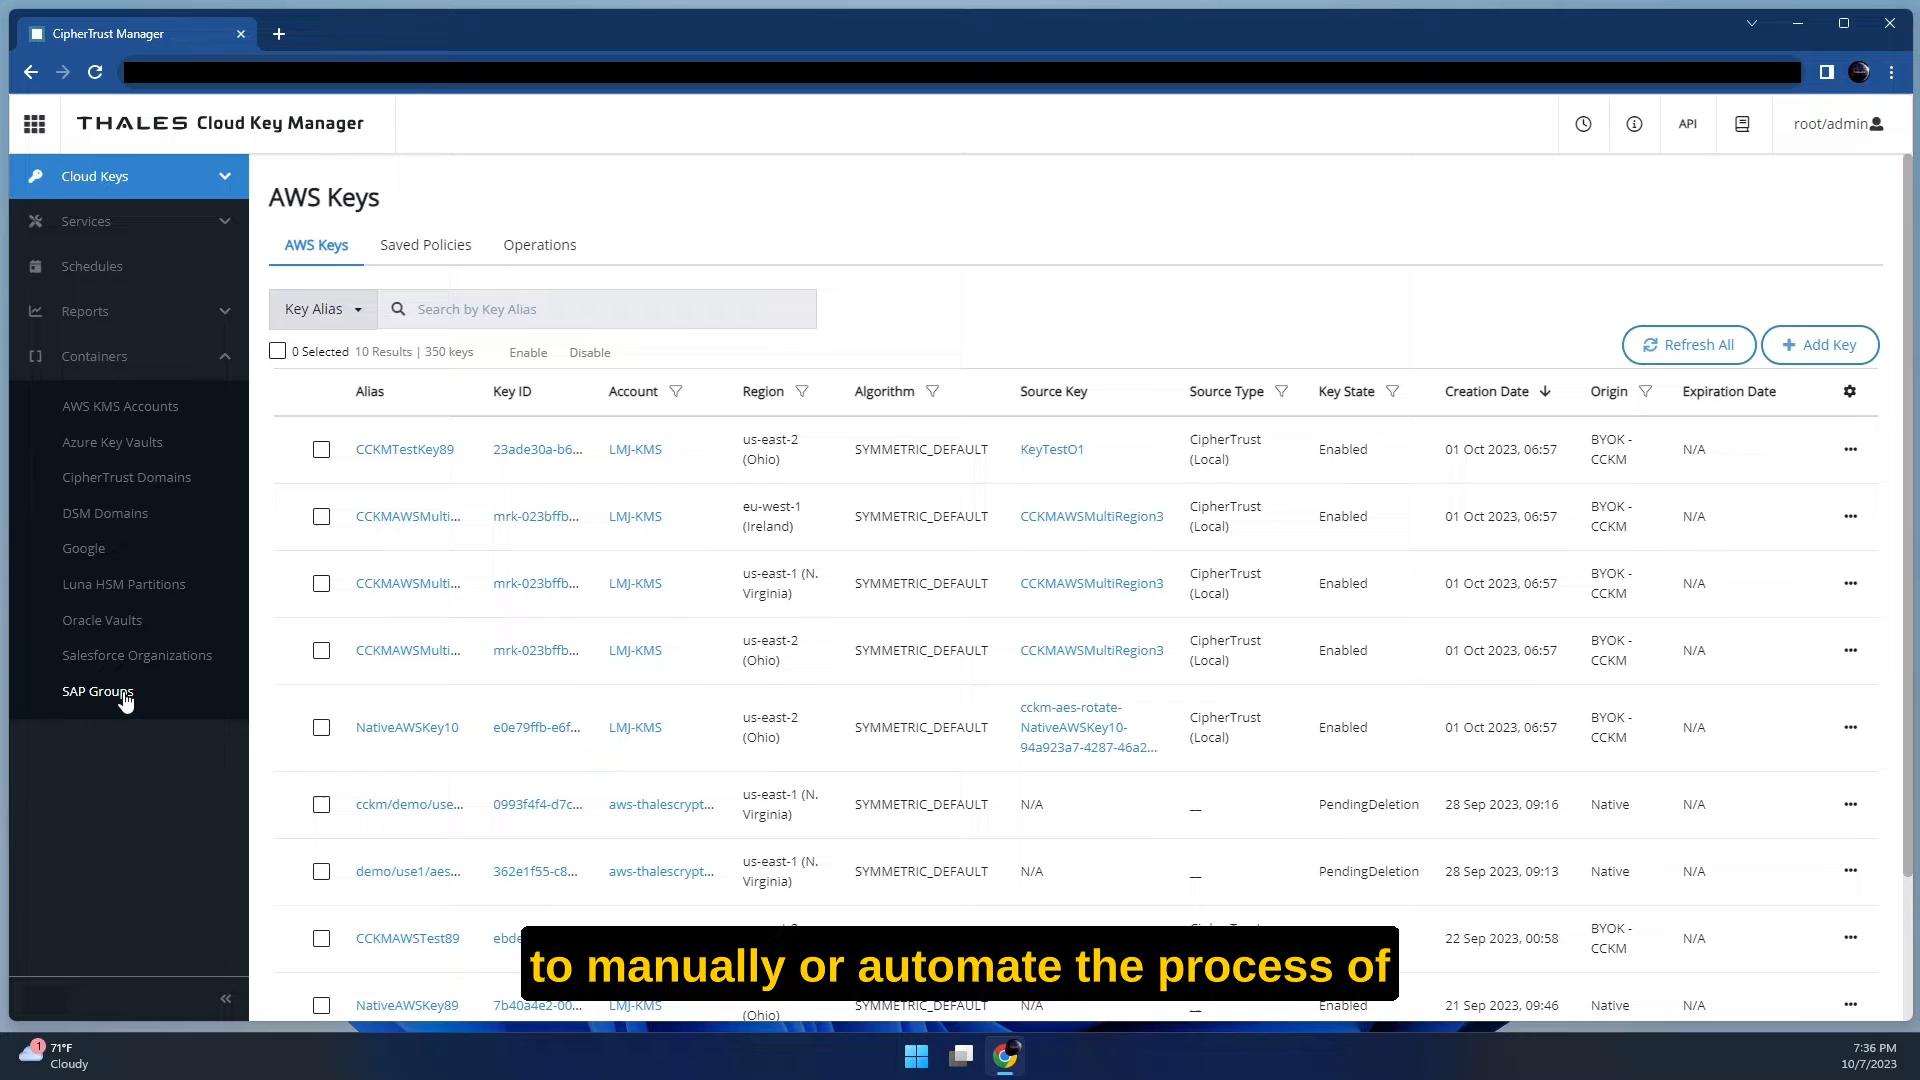 CipherTrust Manager
THALES Cloud Key Manager
API
root/admin
Cloud Keys
Services
Schedules
Reports
Containers
AWS KMS Accounts
Azure Key Vaults
CipherTrust Domains
DSM Domains
Google
Luna HSM Partitions
Oracle Vaults
Salesforce Organizations
SAP Groups
AWS Keys
AWS Keys Saved Policies Operations
Key Alias Search by Key Alias
0 Selected 10 Results | 350 keys Enable Disable
Refresh All Add Key
Alias Key ID Account Region Algorithm Source Key Source Type Key State Creation Date Origin Expiration Date
CCKMTestKey89 23ade30a-b6... LMJ-KMS us-east-2 (Ohio) SYMMETRIC_DEFAULT KeyTestO1 CipherTrust (Local) Enabled 01 Oct 2023, 06:57 BYOK - CCKM N/A
CCKMAWSMulti... mrk-023bffb... LMJ-KMS eu-west-1 (Ireland) SYMMETRIC_DEFAULT CCKMAWSMultiRegion3 CipherTrust (Local) Enabled 01 Oct 2023, 06:57 BYOK - CCKM N/A
CCKMAWSMulti... mrk-023bffb... LMJ-KMS us-east-1 (N. Virginia) SYMMETRIC_DEFAULT CCKMAWSMultiRegion3 CipherTrust (Local) Enabled 01 Oct 2023, 06:57 BYOK - CCKM N/A
CCKMAWSMulti... mrk-023bffb... LMJ-KMS us-east-2 (Ohio) SYMMETRIC_DEFAULT CCKMAWSMultiRegion3 CipherTrust (Local) Enabled 01 Oct 2023, 06:57 BYOK - CCKM N/A
NativeAWSKey10 e0e79ffb-e6f... LMJ-KMS us-east-2 (Ohio) SYMMETRIC_DEFAULT cckm-aes-rotate-NativeAWSKey10-94a923a7-4287-46a2... CipherTrust (Local) Enabled 01 Oct 2023, 06:57 BYOK - CCKM N/A
cckm/demo/use... 0993f4f4-d7c... aws-thalescrypt... us-east-1 (N. Virginia) SYMMETRIC_DEFAULT N/A __ PendingDeletion 28 Sep 2023, 09:16 Native N/A
demo/use1/aes... 362e1f55-c8... aws-thalescrypt... us-east-1 (N. Virginia) SYMMETRIC_DEFAULT N/A __ PendingDeletion 28 Sep 2023, 09:13 Native N/A
CCKMAWSTest89 22 Sep 2023, 00:58 BYOK - CCKM N/A
to manually or automate the process of
NativeAWSKey89 7b40a4e2-00... LMJ-KMS (Ohio) SYMMETRIC_DEFAULT N/A __ Enabled 21 Sep 2023, 09:46 Native N/A
1
71°F
Cloudy
7:36 PM
10/7/2023